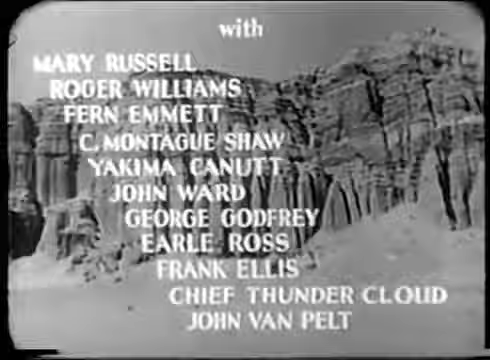 with
MARY RUSSELL
ROGER WILLIAMS
FERN EMMETT
C. MONTAGUE SHAW
YAKIMA CANUTT
JOHN WARD
GEORGE GODFREY
EARLE ROSS
FRANK ELLIS
CHIEF THUNDER CLOUD
JOHN VAN PELT